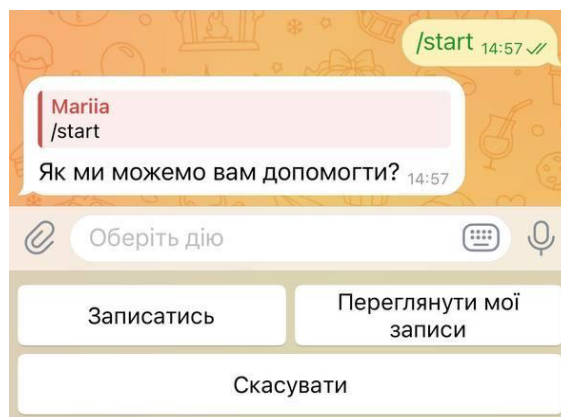 /start 14:57
Mariia
/start
Як ми можемо вам допомогти? 14:57
Оберіть дію
Записатись
Переглянути мої
записи
Скасувати